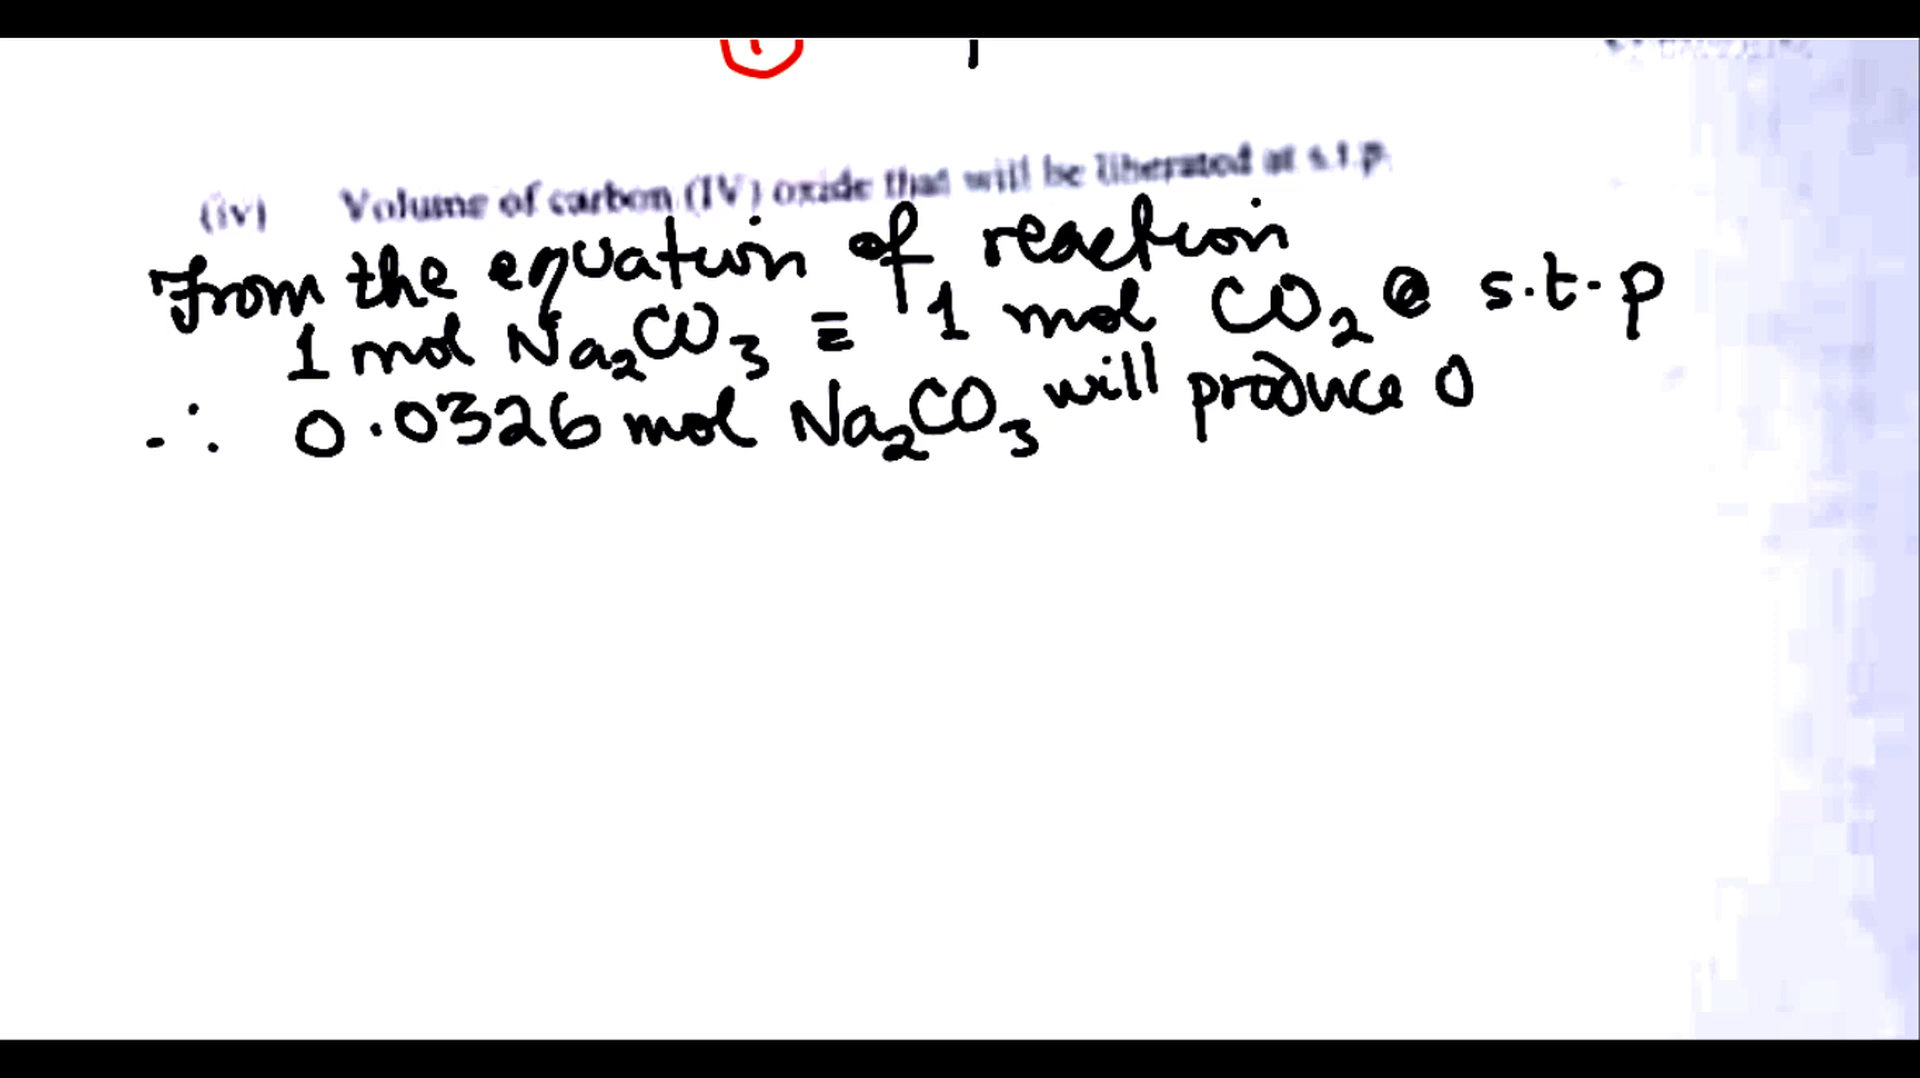 (iv) Volume of carbon (IV) oxide that will be liberated at s.t.p.
From the equation of reaction
1 mol Na₂CO₃ ≡ 1 mol CO₂ @ s.t.p
∴ 0.0326 mol Na₂CO₃ will produce 0